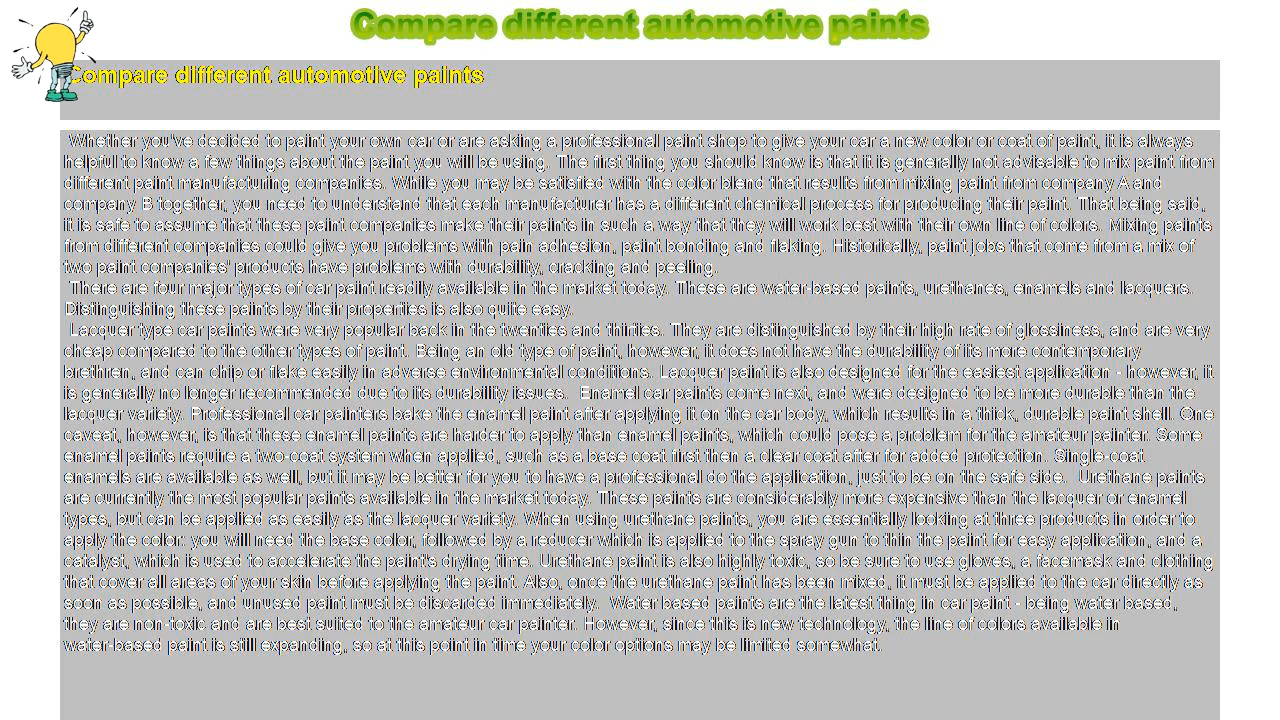 Compare different automotive paints
Compare different automotive paints
Whether you've decided to paint your own car or are asking a professional paint shop to give your car a new color or coat of paint, it is always
helpful to know a few things about the paint you will be using. The first thing you should know is that it is generally not advisable to mix paint from
different paint manufacturing companies. While you may be satisfied with the color blend that results from mixing paint from company A and
company B together, you need to understand that each manufacturer has a different chemical process for producing their paint. That being said,
it is safe to assume that these paint companies make their paints in such a way that they will work best with their own line of colors. Mixing paints
from different companies could give you problems with pain adhesion, paint bonding and flaking. Historically, paint jobs that come from a mix of
two paint companies' products have problems with durability, cracking and peeling.
There are four major types of car paint readily available in the market today. These are water-based paints, urethanes, enamels and lacquers.
Distinguishing these paints by their properties is also quite easy.
Lacquer type car paints were very popular back in the twenties and thirties. They are distinguished by their high rate of glossiness, and are very
cheap compared to the other types of paint. Being an old type of paint, however, it does not have the durability of its more contemporary
brethren, and can chip or flake easily in adverse environmental conditions. Lacquer paint is also designed for the easiest application - however, it
is generally no longer recommended due to its durability issues. Enamel car paints come next, and were designed to be more durable than the
lacquer variety. Professional car painters bake the enamel paint after applying it on the car body, which results in a thick, durable paint shell. One
caveat, however, is that these enamel paints are harder to apply than enamel paints, which could pose a problem for the amateur painter. Some
enamel paints require a two-coat system when applied, such as a base coat first then a clear coat after for added protection. Single-coat
enamels are available as well, but it may be better for you to have a professional do the application, just to be on the safe side. Urethane paints
are currently the most popular paints available in the market today. These paints are considerably more expensive than the lacquer or enamel
types, but can be applied as easily as the lacquer variety. When using urethane paints, you are essentially looking at three products in order to
apply the color: you will need the base color, followed by a reducer which is applied to the spray gun to thin the paint for easy application, and a
catalyst, which is used to accelerate the paint's drying time. Urethane paint is also highly toxic, so be sure to use gloves, a facemask and clothing
that cover all areas of your skin before applying the paint. Also, once the urethane paint has been mixed, it must be applied to the car directly as
soon as possible, and unused paint must be discarded immediately. Water based paints are the latest thing in car paint - being water based,
they are non-toxic and are best suited to the amateur car painter. However, since this is new technology, the line of colors available in
water-based paint is still expanding, so at this point in time your color options may be limited somewhat.